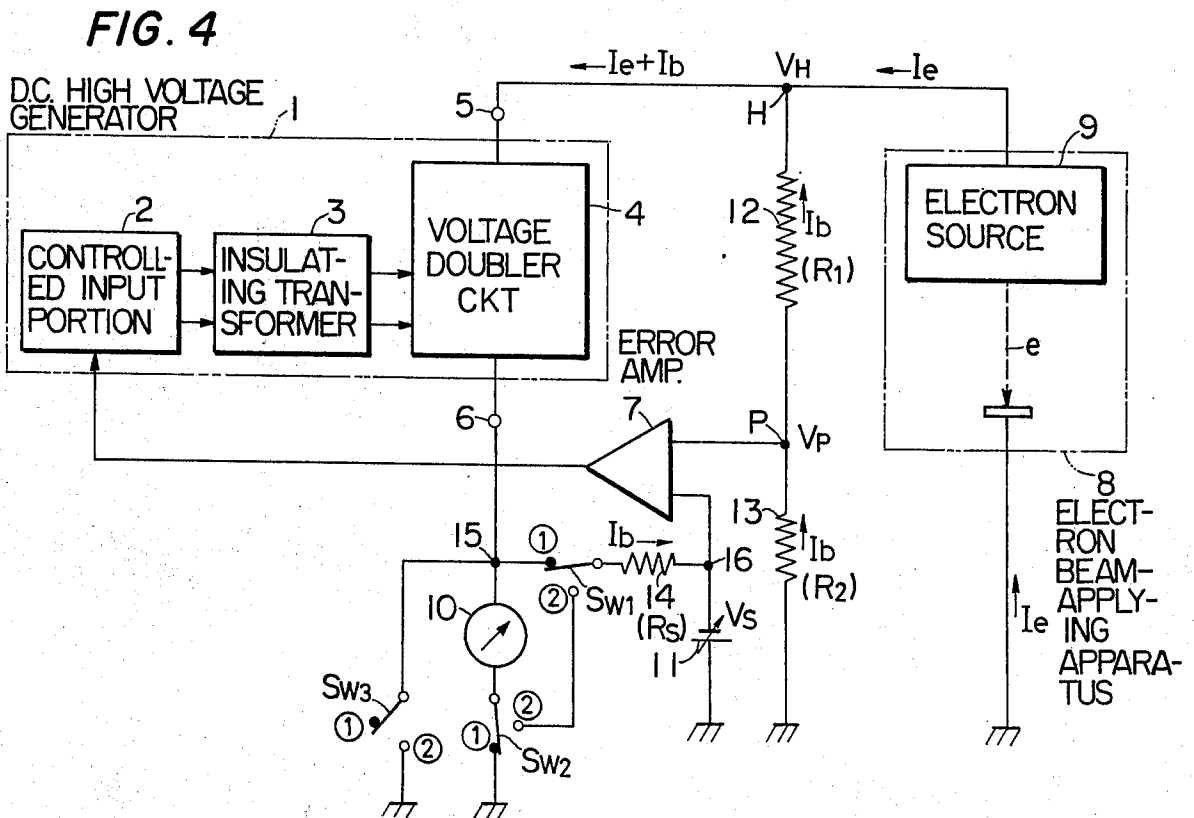 FIG. 4
D.C. HIGH VOLTAGE
GENERATOR
1
5
Ie+Ib
VH
H
Ie
9
ELECTRON
SOURCE
2
CONTROLL-
ED INPUT
PORTION
3
INSULAT-
ING TRAN-
SFORMER
VOLTAGE
DOUBLER
CKT
4
12
Ib
(R1)
e
ERROR
AMP.
6
7
P
VP
8
ELECT-
RON
BEAM-
APPLY-
ING
APPARA-
TUS
13
Ib
(R2)
Ie
15
①
Ib
16
②
SW1
14
(RS)
VS
11
10
SW3
①
②
②
①
SW2